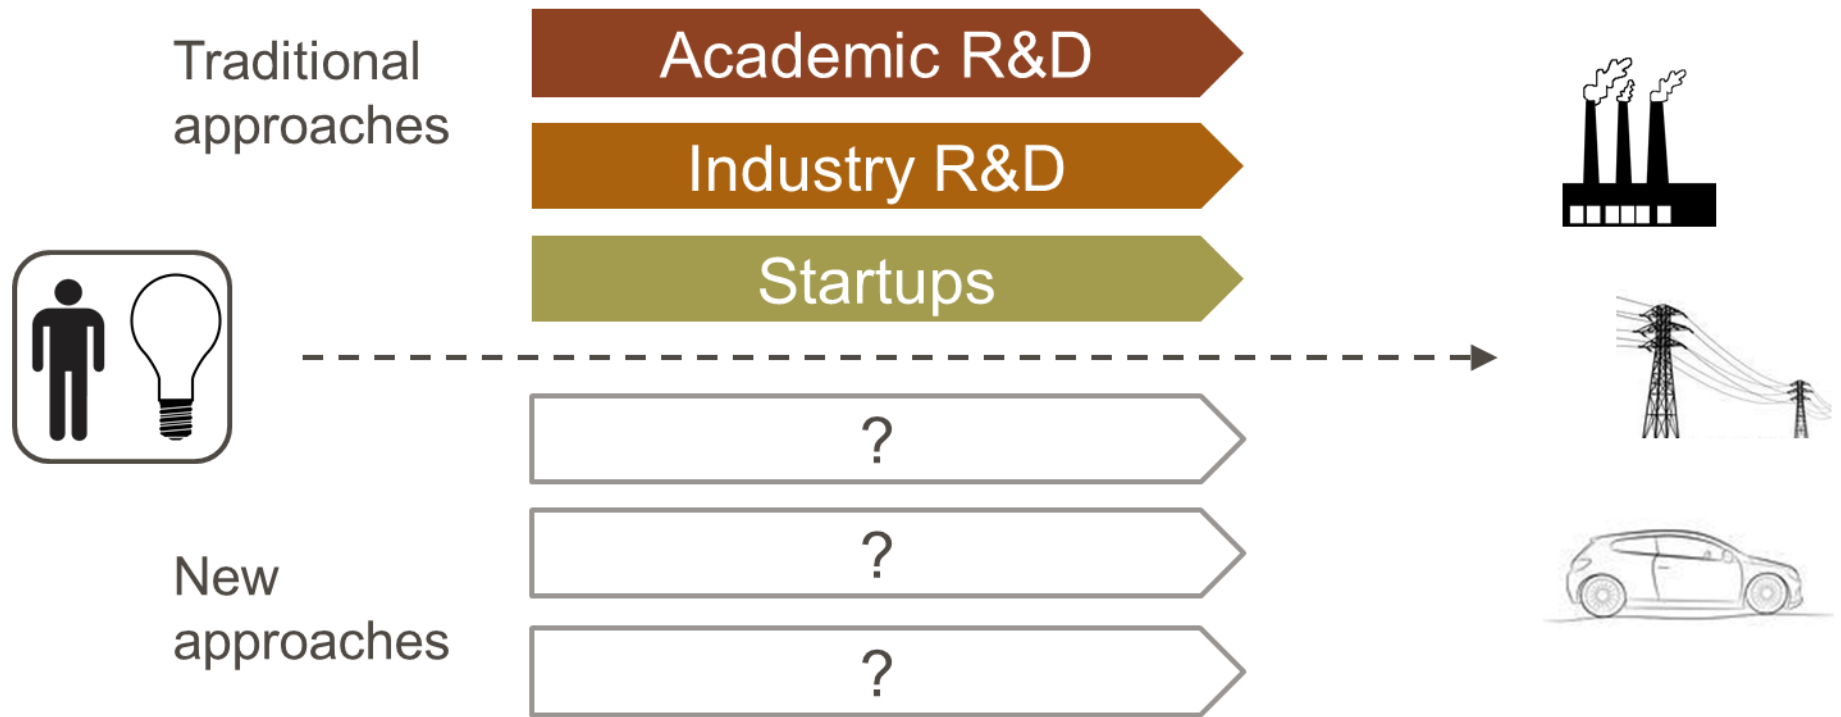 Traditional
approaches
Academic R&D
Industry R&D
Startups
?
?
?
New
approaches